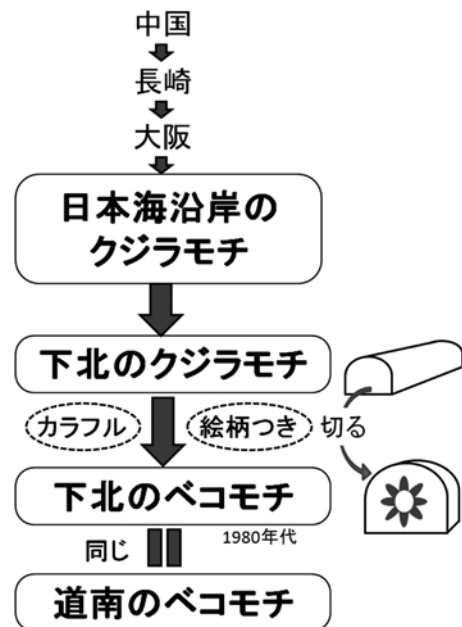 中国
長崎
大阪
日本海沿岸の
クジラモチ
下北のクジラモチ
カラフル
絵柄つき
切る
下北のベコモチ
同じ
1980年代
道南のベコモチ